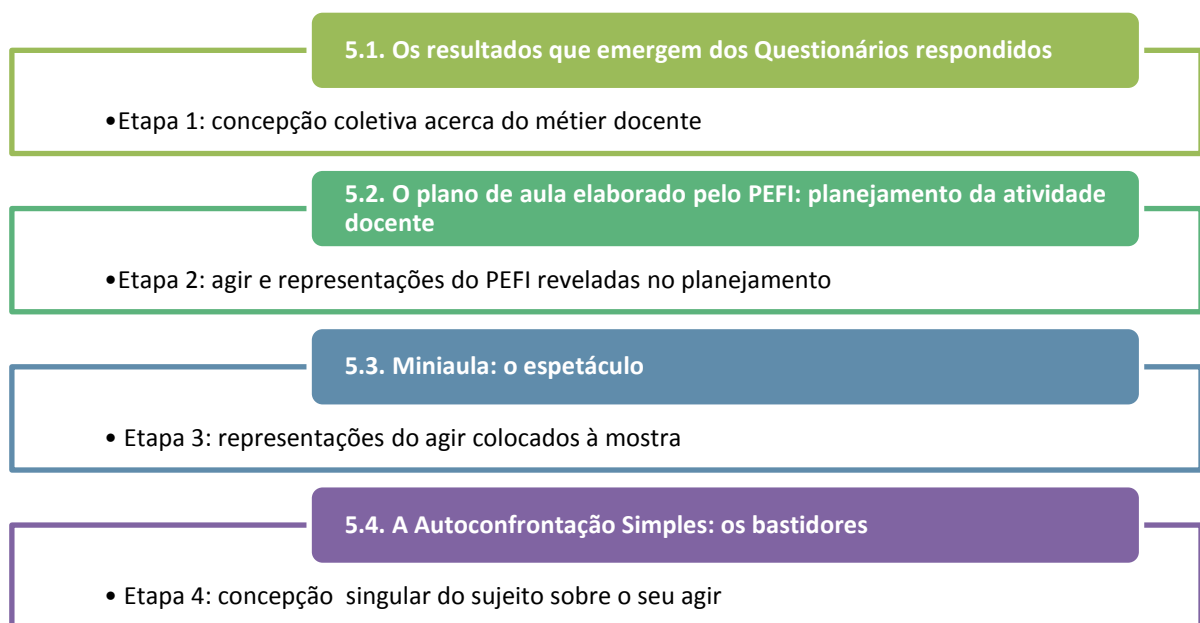 5.1. Os resultados que emergem dos Questionários respondidos
•Etapa 1: concepção coletiva acerca do métier docente
5.2. O plano de aula elaborado pelo PEFI: planejamento da atividade
docente
•Etapa 2: agir e representações do PEFI reveladas no planejamento
5.3. Miniaula: o espetáculo
• Etapa 3: representações do agir colocados à mostra
5.4. A Autoconfrontação Simples: os bastidores
• Etapa 4: concepção singular do sujeito sobre o seu agir